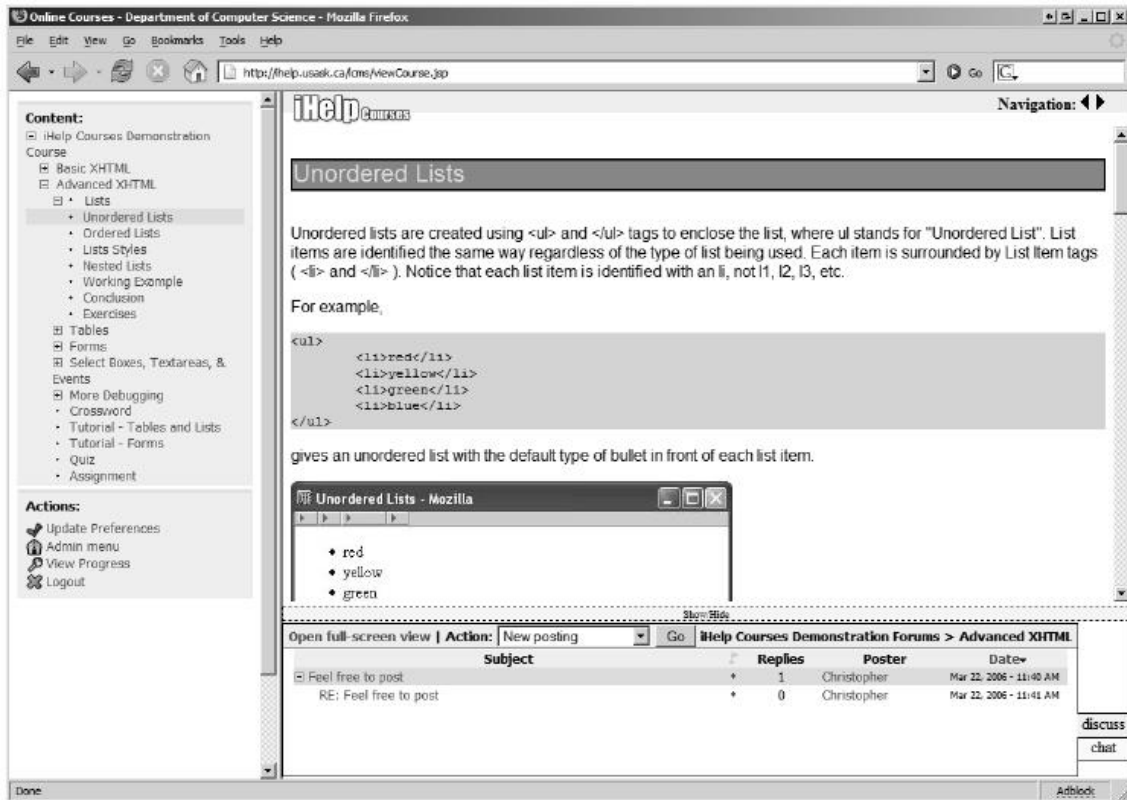 Online Courses - Department of Computer Science - Mozilla Firefox
File Edit View Go Bookmarks Tools Help
http://ihelp.usask.ca/lcms/viewCourse.jsp
Go
G
Content:
iHelp Courses Demonstration
Course
Basic XHTML
Advanced XHTML
Lists
Unordered Lists
Ordered Lists
Lists Styles
Nested Lists
Working Example
Conclusion
Exercises
Tables
Forms
Select Boxes, Textareas, &
Events
More Debugging
Crossword
Tutorial - Tables and Lists
Tutorial - Forms
Quiz
Assignment
Actions:
Update Preferences
Admin menu
View Progress
Logout
iHelp Courses
Navigation:
Unordered Lists
Unordered lists are created using <ul> and </ul> tags to enclose the list, where ul stands for "Unordered List". List
items are identified the same way regardless of the type of list being used. Each item is surrounded by List Item tags
( <li> and </li> ). Notice that each list item is identified with an li, not l1, l2, l3, etc.
For example,
<ul>
<li>red</li>
<li>yellow</li>
<li>green</li>
<li>blue</li>
</ul>
gives an unordered list with the default type of bullet in front of each list item.
Unordered Lists - Mozilla
red
yellow
green
Show/Hide
Open full-screen view | Action: New posting Go iHelp Courses Demonstration Forums > Advanced XHTML
Subject Replies Poster Date
Feel free to post 1 Christopher Mar 22, 2006 - 11:40 AM
RE: Feel free to post 0 Christopher Mar 22, 2006 - 11:41 AM
discuss
chat
Done
Adblock